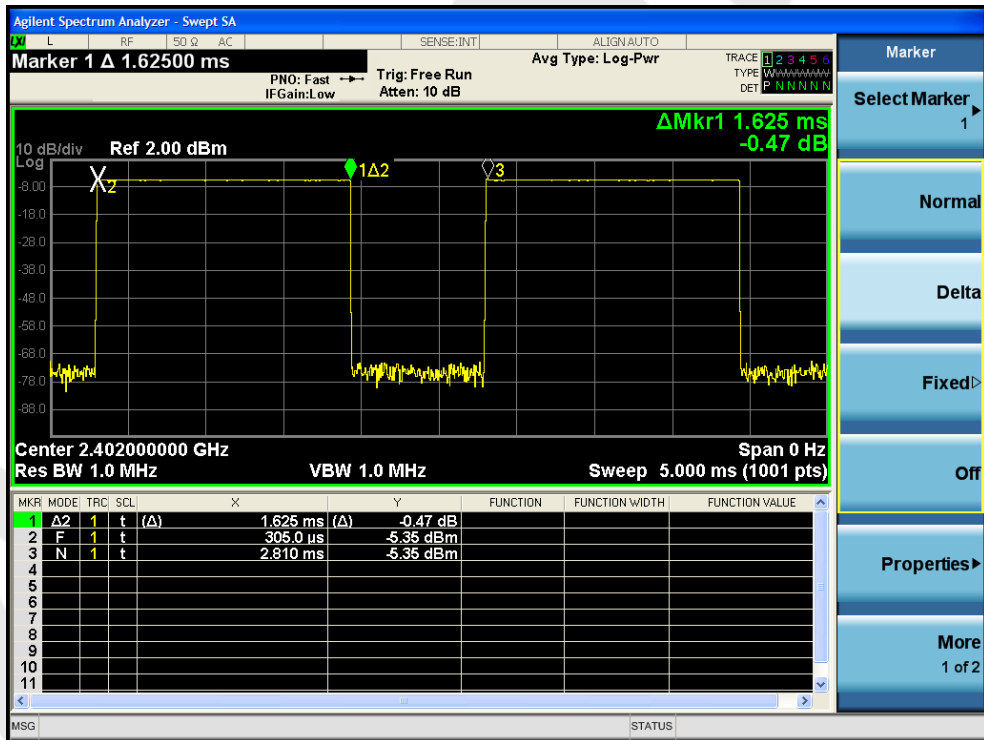 Agilent Spectrum Analyzer - Swept SA
LXI L RF 50 Ω AC SENSE:INT ALIGN AUTO
Marker 1 Δ 1.62500 ms
PNO: Fast
IFGain:Low
Trig: Free Run
Atten: 10 dB
Avg Type: Log-Pwr
TRACE 1 2 3 4 5 6
TYPE W
DET P N N N N N
ΔMkr1 1.625 ms
-0.47 dB
10 dB/div Ref 2.00 dBm
Log
1Δ2
3
2
-8.00
-18.0
-28.0
-38.0
-48.0
-58.0
-68.0
-78.0
-88.0
Center 2.402000000 GHz Span 0 Hz
Res BW 1.0 MHz VBW 1.0 MHz Sweep 5.000 ms (1001 pts)
MKR MODE TRC SCL X Y FUNCTION FUNCTION WIDTH FUNCTION VALUE
1 Δ2 1 t (Δ) 1.625 ms (Δ) -0.47 dB
2 F 1 t 305.0 µs -5.35 dBm
3 N 1 t 2.810 ms -5.35 dBm
4
5
6
7
8
9
10
11
MSG STATUS
Marker
Select Marker
1
Normal
Delta
Fixed
Off
Properties
More
1 of 2